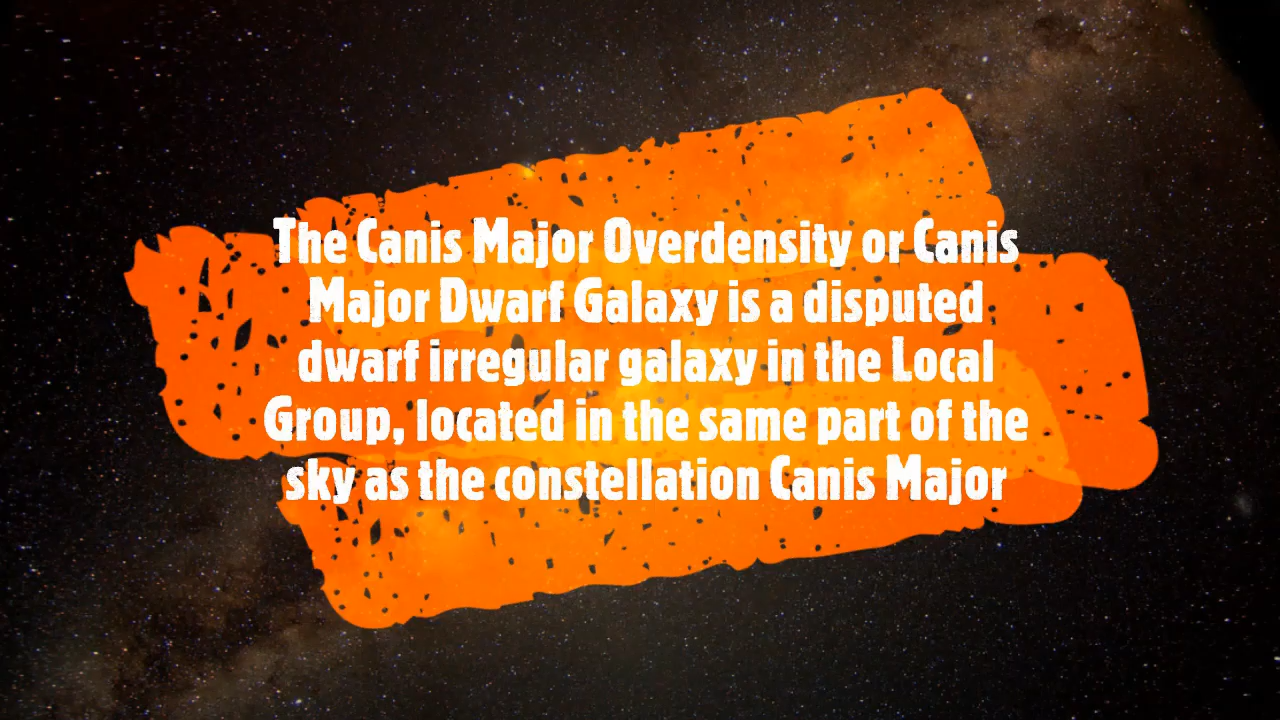 The Canis Major Overdensity or Canis
Major Dwarf Galaxy is a disputed
dwarf irregular galaxy in the Local
Group, located in the same part of the
sky as the constellation Canis Major